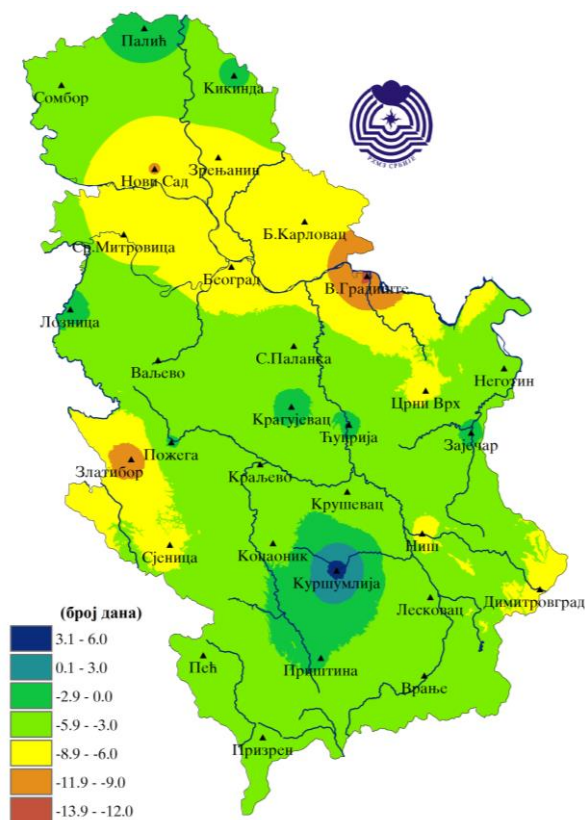 Палић
Кикинда
Сомбор
РХМЗ СРБИЈЕ
Зрењанин
Нови Сад
Б.Карловац
Ср.Митровица
Београд
В.Градиште
Лозница
С.Паланка
Ваљево
Неготин
Црни Врх
Крагујевац
Ћуприја
Зајечар
Пожега
Златибор
Краљево
Крушевац
Ниш
Сјеница
Копаоник
Куршумлија
Димитровград
Лесковац
(број дана)
3.1 - 6.0
0.1 - 3.0
-2.9 - 0.0
-5.9 - -3.0
-8.9 - -6.0
-11.9 - -9.0
-13.9 - -12.0
Пећ
Приштина
Врање
Призрен